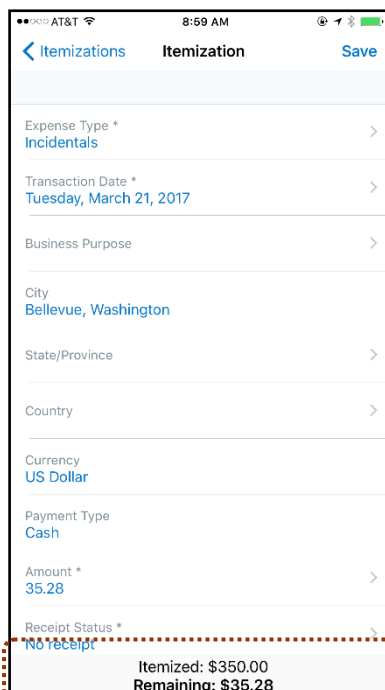 AT&T 8:59 AM
Itemizations Itemization Save
Expense Type *
Incidentals
Transaction Date *
Tuesday, March 21, 2017
Business Purpose
City
Bellevue, Washington
State/Province
Country
Currency
US Dollar
Payment Type
Cash
Amount *
35.28
Receipt Status *
No receipt
Itemized: $350.00
Remaining: $35.28